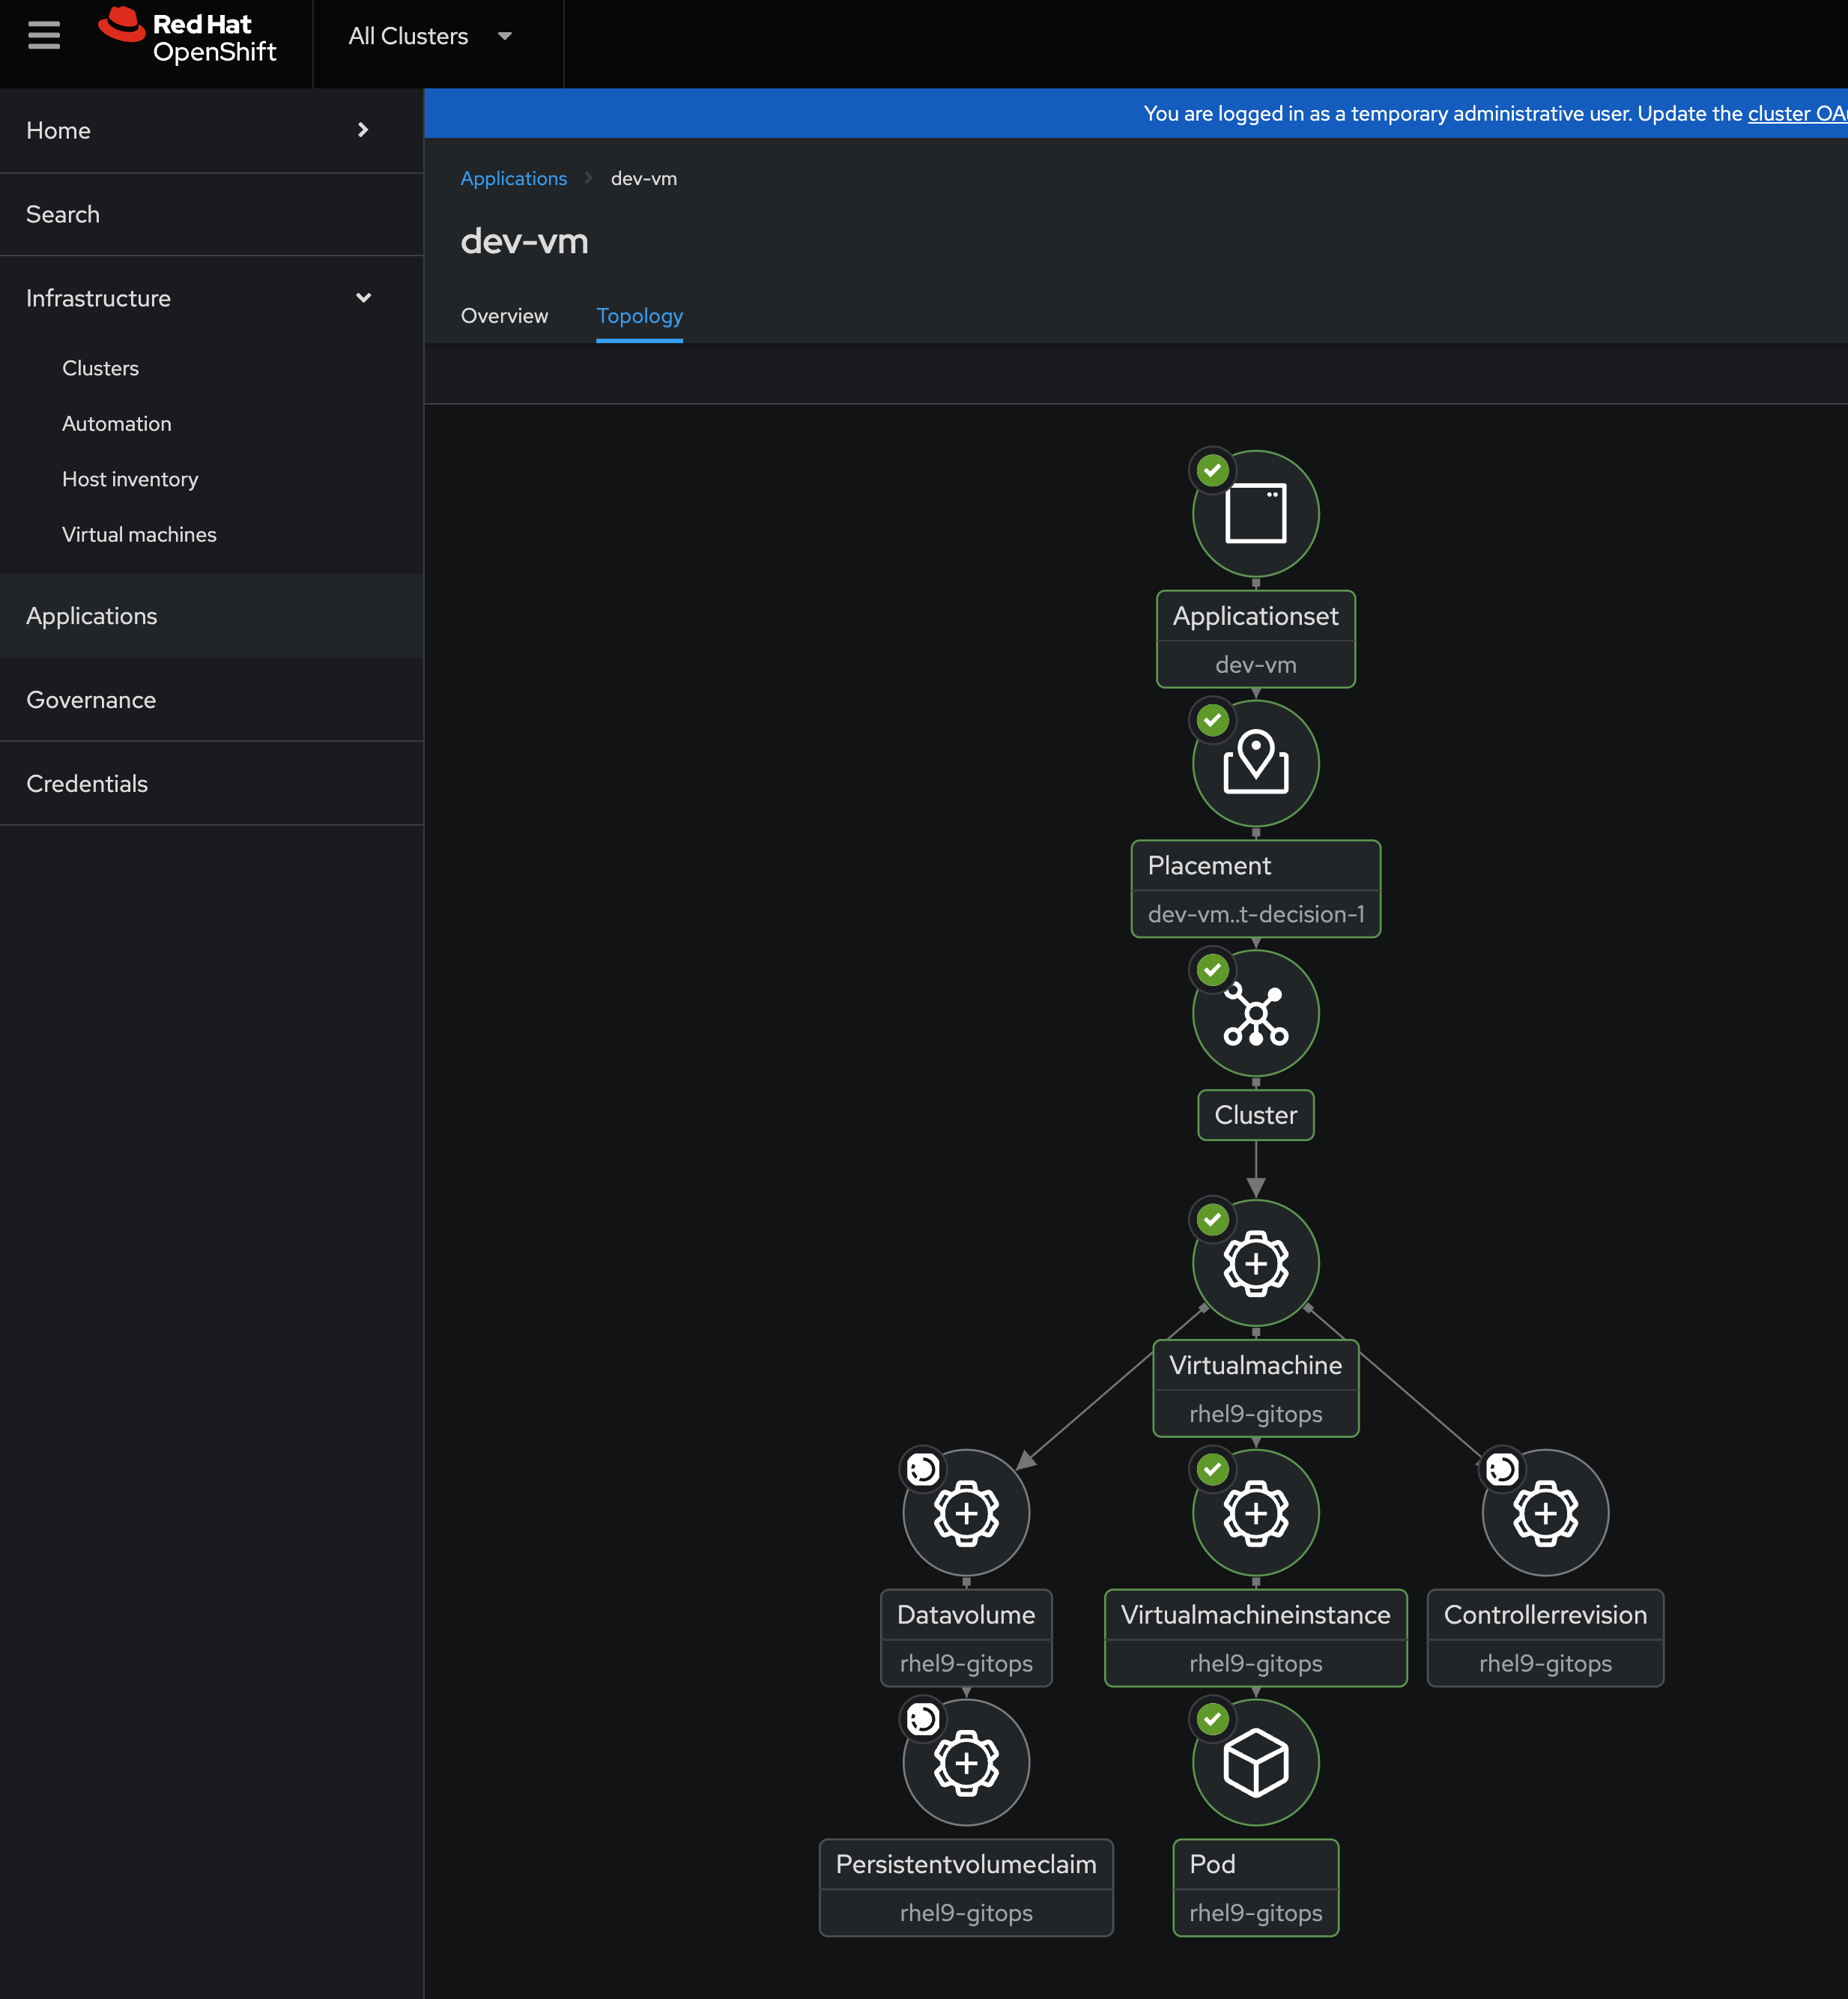 Red Hat
OpenShift
All Clusters
You are logged in as a temporary administrative user. Update the cluster OAu
Home
Search
Infrastructure
Clusters
Automation
Host inventory
Virtual machines
Applications
Governance
Credentials
Applications dev-vm
dev-vm
Overview Topology
Applicationset
dev-vm
Placement
dev-vm..t-decision-1
Cluster
Virtualmachine
rhel9-gitops
Datavolume
rhel9-gitops
Virtualmachineinstance
rhel9-gitops
Controllerrevision
rhel9-gitops
Persistentvolumeclaim
rhel9-gitops
Pod
rhel9-gitops